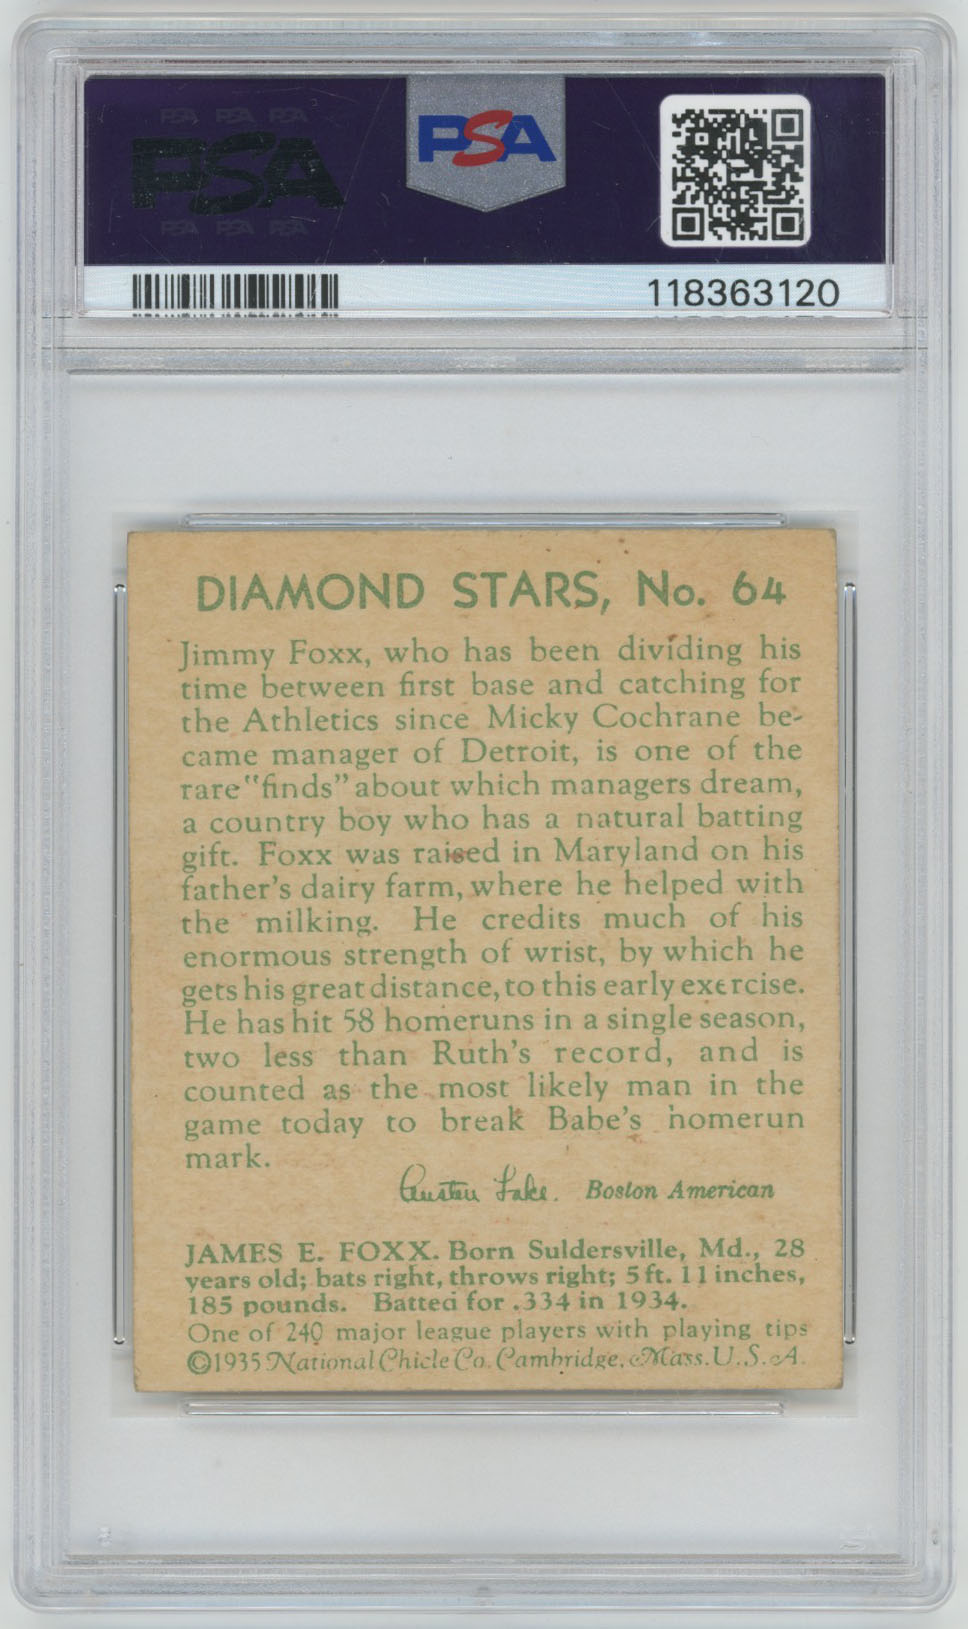 PSA PSA PSA
PSA
PSA PSA PSA
PSA
118363120
DIAMOND STARS, No. 64
Jimmy Foxx, who has been dividing his
time between first base and catching for
the Athletics since Micky Cochrane be-
came manager of Detroit, is one of the
rare "finds" about which managers dream,
a country boy who has a natural batting
gift. Foxx was raised in Maryland on his
father's dairy farm, where he helped with
the milking. He credits much of his
enormous strength of wrist, by which he
gets his great distance, to this early exercise.
He has hit 58 homeruns in a single season,
two less than Ruth's record, and is
counted as the most likely man in the
game today to break Babe's homerun
mark.
Austen Lake. Boston American
JAMES E. FOXX. Born Suldersville, Md., 28
years old; bats right, throws right; 5 ft. 11 inches,
185 pounds. Batted for .334 in 1934.
One of 240 major league players with playing tips
©1935 National Chicle Co. Cambridge, Mass. U.S.A.